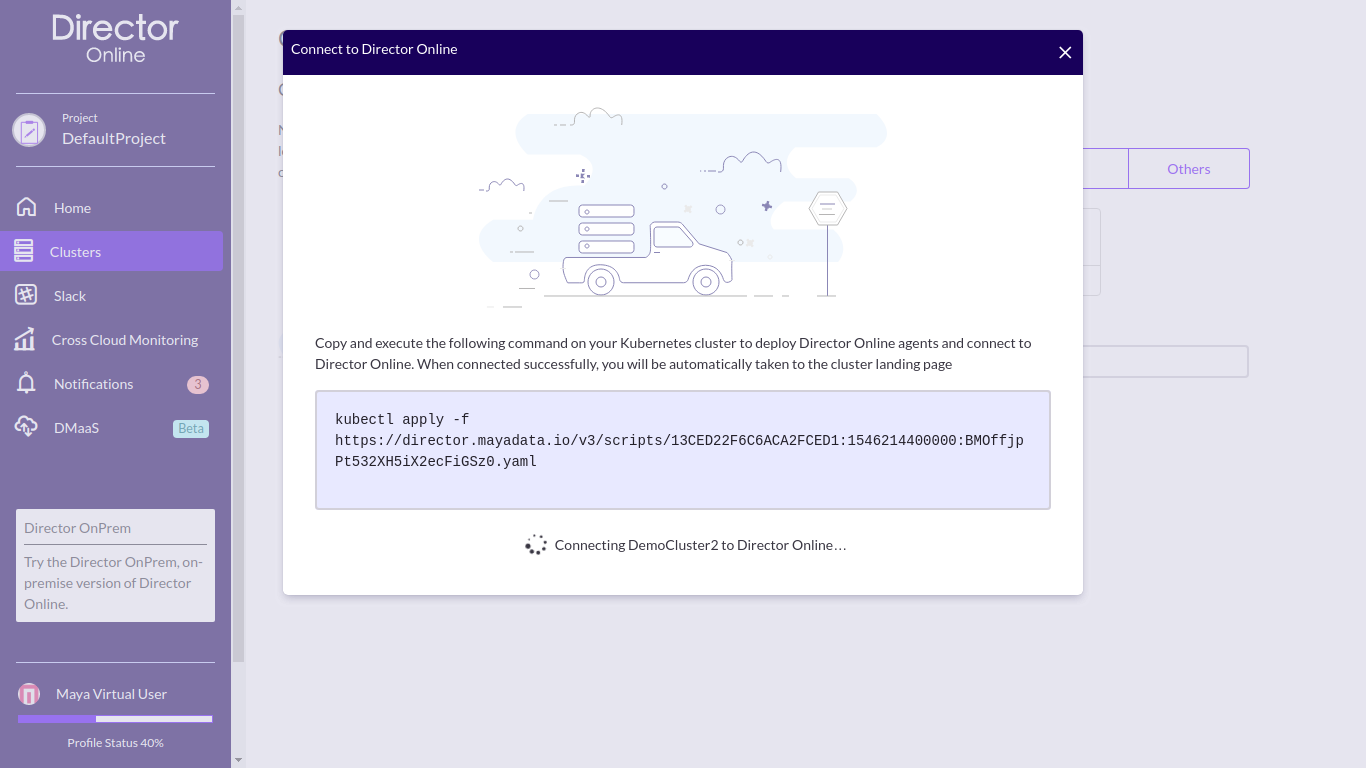 Director
Online
Project
DefaultProject
Home
Clusters
Slack
Cross Cloud Monitoring
Notifications
3
DMaaS
Beta
Director OnPrem
Try the Director OnPrem, on-
premise version of Director
Online.
Maya Virtual User
Profile Status 40%
Connect to Director Online
Others
Copy and execute the following command on your Kubernetes cluster to deploy Director Online agents and connect to
Director Online. When connected successfully, you will be automatically taken to the cluster landing page
kubectl apply -f
https://director.mayadata.io/v3/scripts/13CED22F6C6ACA2FCED1:1546214400000:BMOffjp
Pt532XH5iX2ecFiGSz0.yaml
Connecting DemoCluster2 to Director Online...